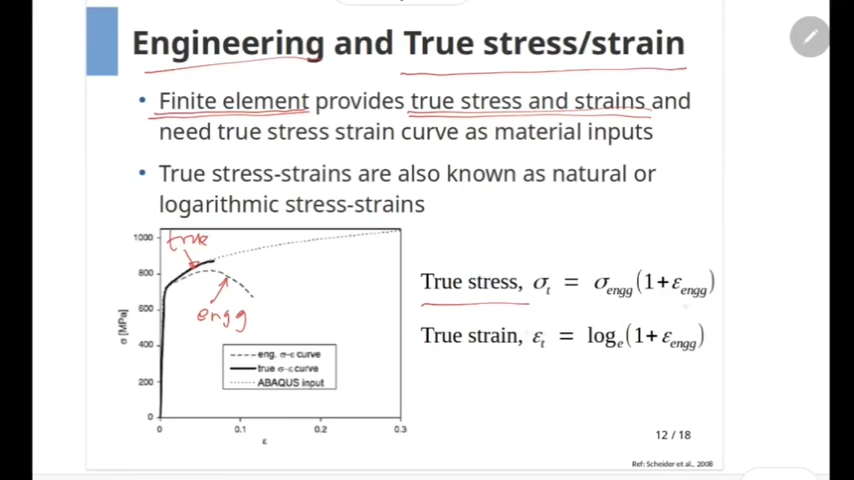 Engineering and True stress/strain
• Finite element provides true stress and strains and
need true stress strain curve as material inputs
• True stress-strains are also known as natural or
logarithmic stress-strains
1000
800
600
400
200
0
σ [MPa]
true
engg
eng. σ-ε curve
true σ-ε curve
ABAQUS input
0
0.1
0.2
0.3
ε
True stress, σt = σengg(1+εengg)
True strain, εt = loge(1+εengg)
12 / 18
Ref: Scheider et al., 2008